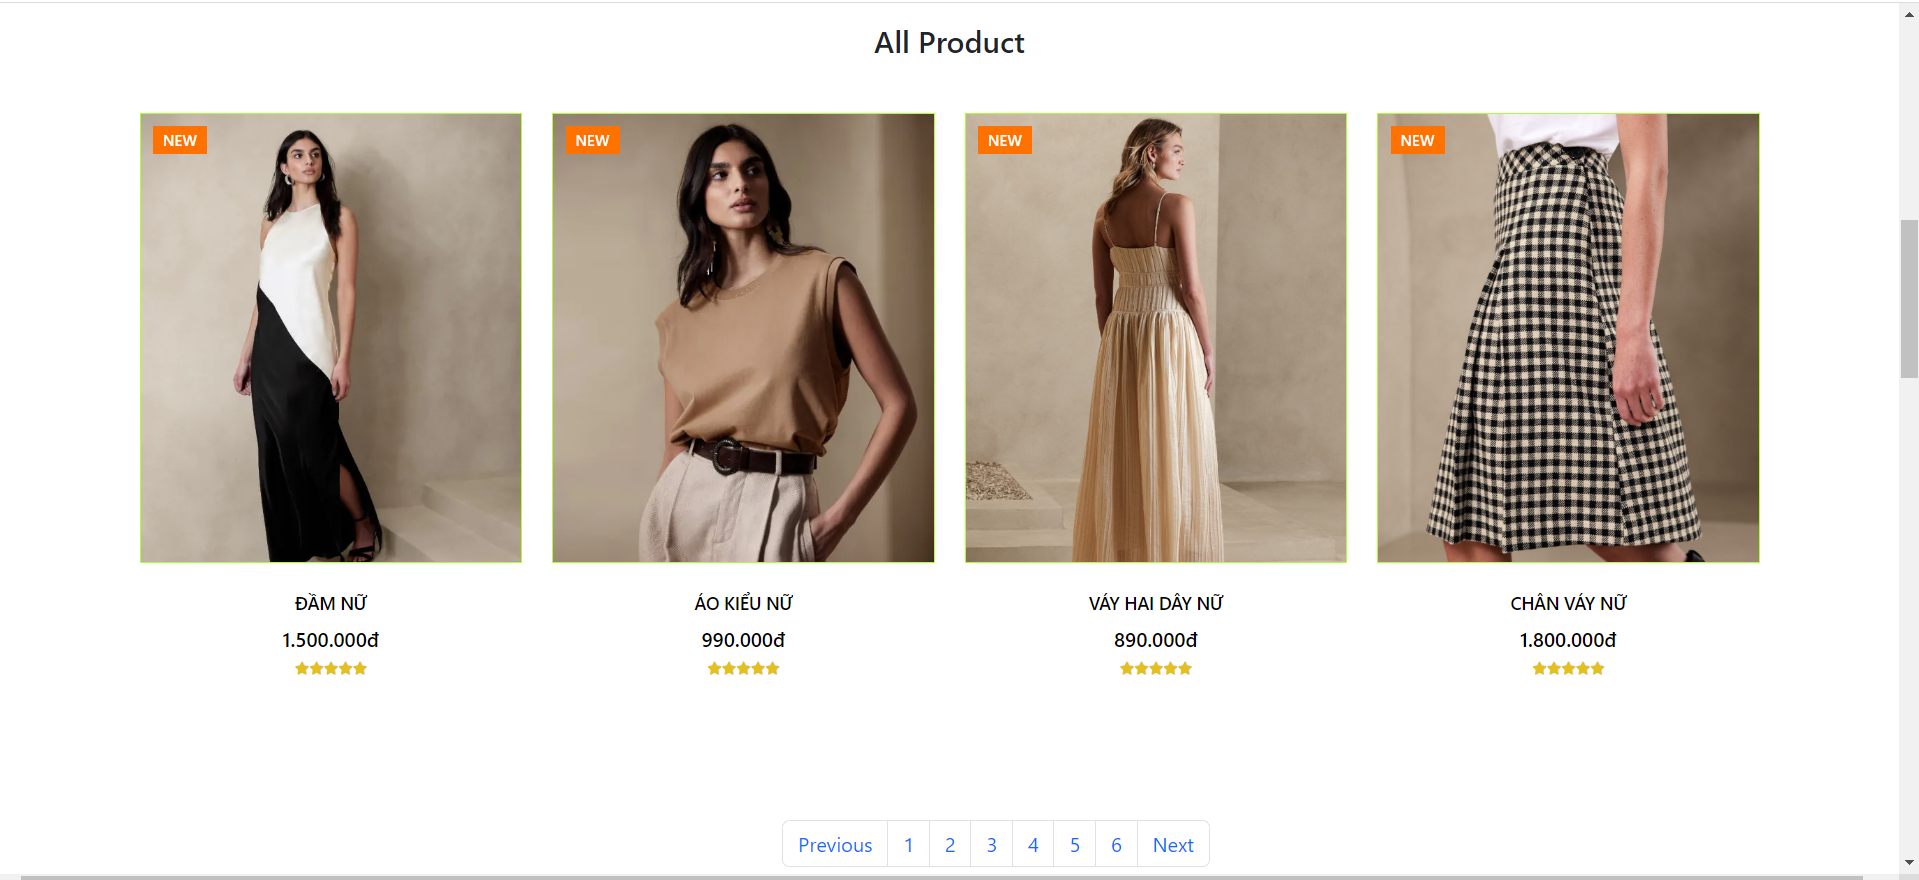 All Product
NEW
NEW
NEW
NEW
ĐẦM NỮ
1.500.000đ
ÁO KIỂU NỮ
990.000đ
VÁY HAI DÂY NỮ
890.000đ
CHÂN VÁY NỮ
1.800.000đ
Previous 1 2 3 4 5 6 Next